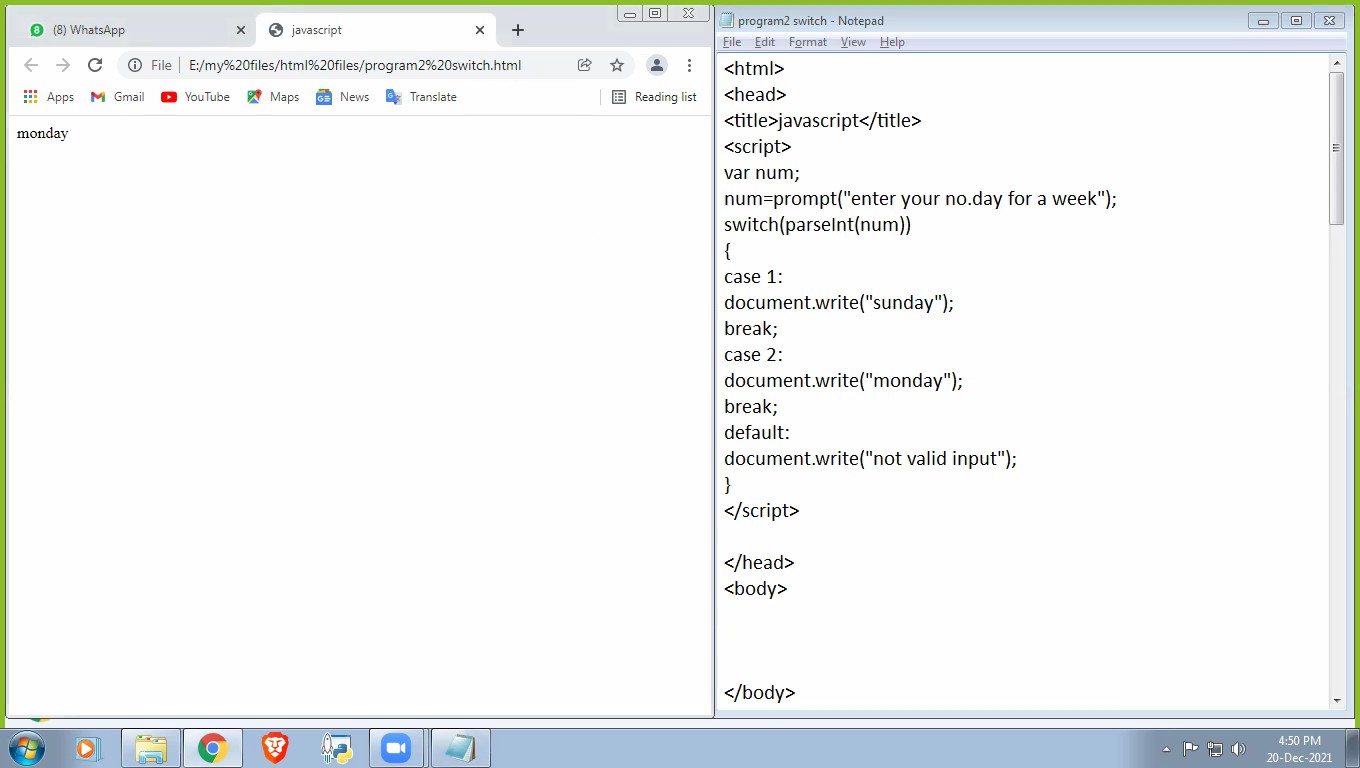 (8) WhatsApp
javascript
File E:/my%20files/html%20files/program2%20switch.html
Apps Gmail YouTube Maps News Translate Reading list
monday
program2 switch - Notepad
File Edit Format View Help
<html>
<head>
<title>javascript</title>
<script>
var num;
num=prompt("enter your no.day for a week");
switch(parseInt(num))
{
case 1:
document.write("sunday");
break;
case 2:
document.write("monday");
break;
default:
document.write("not valid input");
}
</script>
</head>
<body>
</body>
4:50 PM
20-Dec-2021